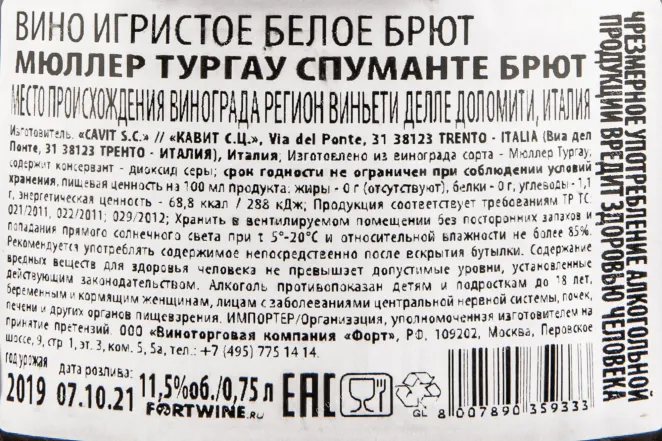 ВИНО ИГРИСТОЕ БЕЛОЕ БРЮТ
МЮЛЛЕР ТУРГАУ СПУМАНТЕ БРЮТ
МЕСТО ПРОИСХОЖДЕНИЯ ВИНОГРАДА РЕГИОН ВИНЬЕТИ ДЕЛЛЕ ДОЛОМИТИ, ИТАЛИЯ
Изготовитель: «CAVIT S.C.» // «КАВИТ С.Ц.», Via del Ponte, 31 38123 TRENTO - ITALIA (Виа дел
Понте, 31 38123 ТРЕНТО - ИТАЛИЯ), Италия; Изготовлено из винограда сорта - Мюллер Тургау,
содержит консервант - диоксид серы; срок годности не ограничен при соблюдении условий
хранения, пищевая ценность на 100 мл продукта: жиры - 0 г (отсутствуют), белки - 0 г, углеводы - 1,1
г, энергетическая ценность - 68,8 ккал / 288 кДж; Продукция соответствует требованиям ТР ТС:
021/2011, 022/2011; 029/2012; Хранить в вентилируемом помещении без посторонних запахов и
попадания прямого солнечного света при t 5°-20°С и относительной влажности не более 85%.
Рекомендуется употреблять содержимое непосредственно после вскрытия бутылки. Содержание
вредных веществ для здоровья человека не превышает допустимые уровни, установленные
действующим законодательством. Алкоголь противопоказан детям и подросткам до 18 лет,
беременным и кормящим женщинам, лицам с заболеваниями центральной нервной системы, почек,
печени и других органов пищеварения. ИМПОРТЕР/Организация, уполномоченная изготовителем на
принятие претензий: ООО «Виноторговая компания «Форт», РФ, 109202, Москва, Перовское
шоссе, 9, стр. 1, эт. 3, ком. 5, 5а, тел.: +7 (495) 775 14 14.
год урожая
2019
дата розлива:
07.10.21
11,5%об./0,75 л
FORTWINE.RU
EAC
GL
8 007890 359333
ЧРЕЗМЕРНОЕ УПОТРЕБЛЕНИЕ АЛКОГОЛЬНОЙ
ПРОДУКЦИИ ВРЕДИТ ЗДОРОВЬЮ ЧЕЛОВЕКА